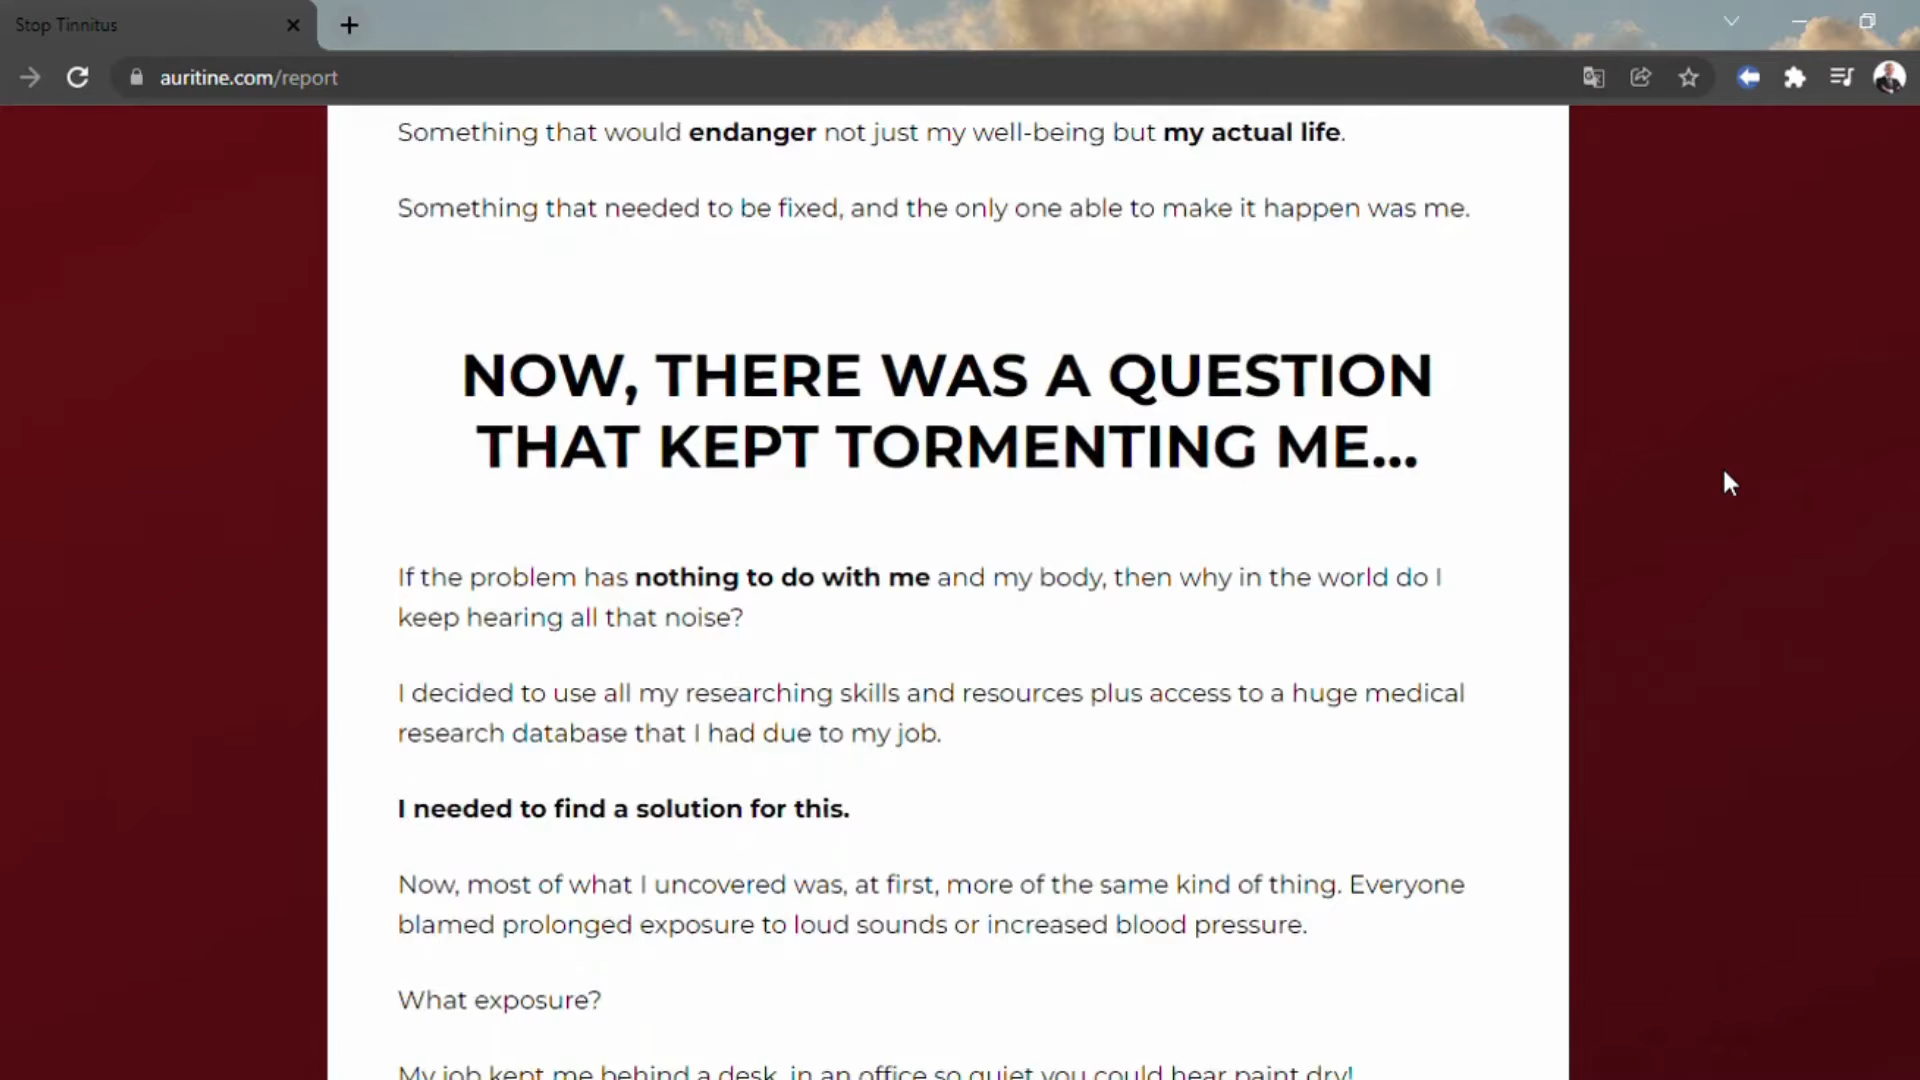 Stop Tinnitus
auritine.com/report
Something that would endanger not just my well-being but my actual life.
Something that needed to be fixed, and the only one able to make it happen was me.
NOW, THERE WAS A QUESTION
THAT KEPT TORMENTING ME...
If the problem has nothing to do with me and my body, then why in the world do I
keep hearing all that noise?
I decided to use all my researching skills and resources plus access to a huge medical
research database that I had due to my job.
I needed to find a solution for this.
Now, most of what I uncovered was, at first, more of the same kind of thing. Everyone
blamed prolonged exposure to loud sounds or increased blood pressure.
What exposure?
My job kept me behind a desk, in an office so quiet you could hear paint dry!